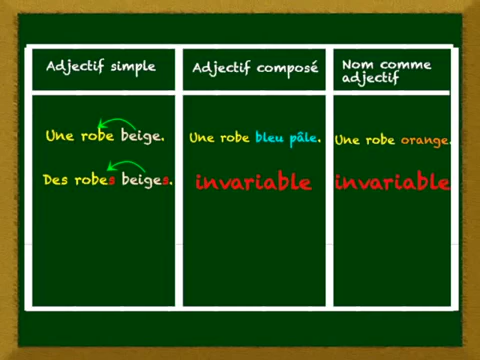 Adjectif simple
Adjectif composé
Nom comme
adjectif
Une robe beige.
Une robe bleu pâle.
Une robe orange.
Des robes beiges.
invariable
invariable